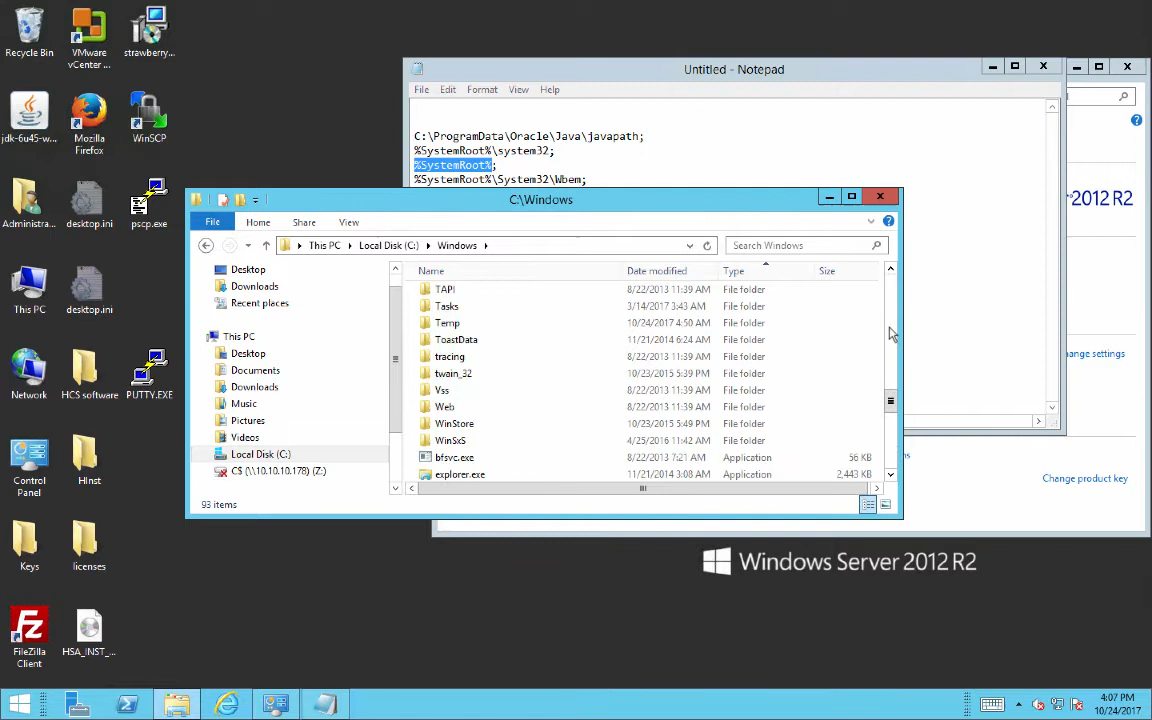 Recycle Bin
VMware
vCenter ...
strawberry...
jdk-6u45-w...
Mozilla
Firefox
WinSCP
Administra...
desktop.ini
pscp.exe
This PC
desktop.ini
Network
HCS software
PUTTY.EXE
Control
Panel
HInst
Keys
licenses
FileZilla
Client
HSA_INST_...
Untitled - Notepad
File Edit Format View Help
C:\ProgramData\Oracle\Java\javapath;
%SystemRoot%\system32;
%SystemRoot%;
%SystemRoot%\System32\Wbem;
2012 R2
ange settings
Change product key
C:\Windows
File Home Share View
This PC Local Disk (C:) Windows
Search Windows
Desktop
Downloads
Recent places
This PC
Desktop
Documents
Downloads
Music
Pictures
Videos
Local Disk (C:)
C$ (\\10.10.10.178) (Z:)
Name Date modified Type Size
TAPI 8/22/2013 11:39 AM File folder
Tasks 3/14/2017 3:43 AM File folder
Temp 10/24/2017 4:50 AM File folder
ToastData 11/21/2014 6:24 AM File folder
tracing 8/22/2013 11:39 AM File folder
twain_32 10/23/2015 5:39 PM File folder
Vss 8/22/2013 11:39 AM File folder
Web 8/22/2013 11:39 AM File folder
WinStore 10/23/2015 5:49 PM File folder
WinSxS 4/25/2016 11:42 AM File folder
bfsvc.exe 8/22/2013 7:21 AM Application 56 KB
explorer.exe 11/21/2014 3:08 AM Application 2,443 KB
93 items
Windows Server 2012 R2
4:07 PM
10/24/2017